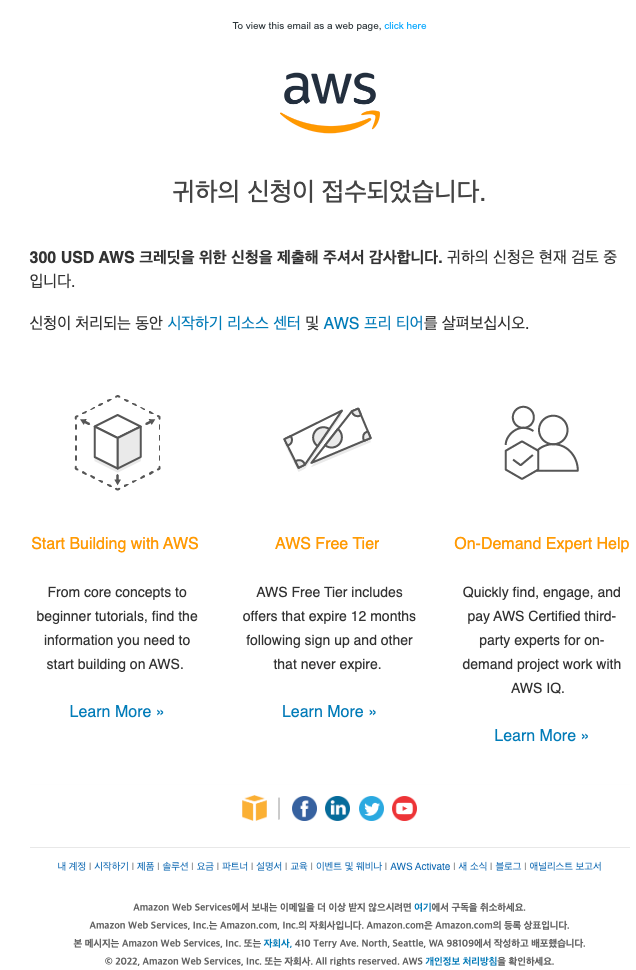 To view this email as a web page, click here
aws
귀하의 신청이 접수되었습니다.
300 USD AWS 크레딧을 위한 신청을 제출해 주셔서 감사합니다. 귀하의 신청은 현재 검토 중
입니다.
신청이 처리되는 동안 시작하기 리소스 센터 및 AWS 프리 티어를 살펴보십시오.
Start Building with AWS
From core concepts to
beginner tutorials, find the
information you need to
start building on AWS.
Learn More »
AWS Free Tier
AWS Free Tier includes
offers that expire 12 months
following sign up and other
that never expire.
Learn More »
On-Demand Expert Help
Quickly find, engage, and
pay AWS Certified third-
party experts for on-
demand project work with
AWS IQ.
Learn More »
내 계정 | 시작하기 | 제품 | 솔루션 | 요금 | 파트너 | 설명서 | 교육 | 이벤트 및 웨비나 | AWS Activate | 새 소식 | 블로그 | 애널리스트 보고서
Amazon Web Services에서 보내는 이메일을 더 이상 받지 않으시려면 여기에서 구독을 취소하세요.
Amazon Web Services, Inc.는 Amazon.com, Inc.의 자회사입니다. Amazon.com은 Amazon.com의 등록 상표입니다.
본 메시지는 Amazon Web Services, Inc. 또는 자회사, 410 Terry Ave. North, Seattle, WA 98109에서 작성하고 배포했습니다.
© 2022, Amazon Web Services, Inc. 또는 자회사. All rights reserved. AWS 개인정보 처리방침을 확인하세요.